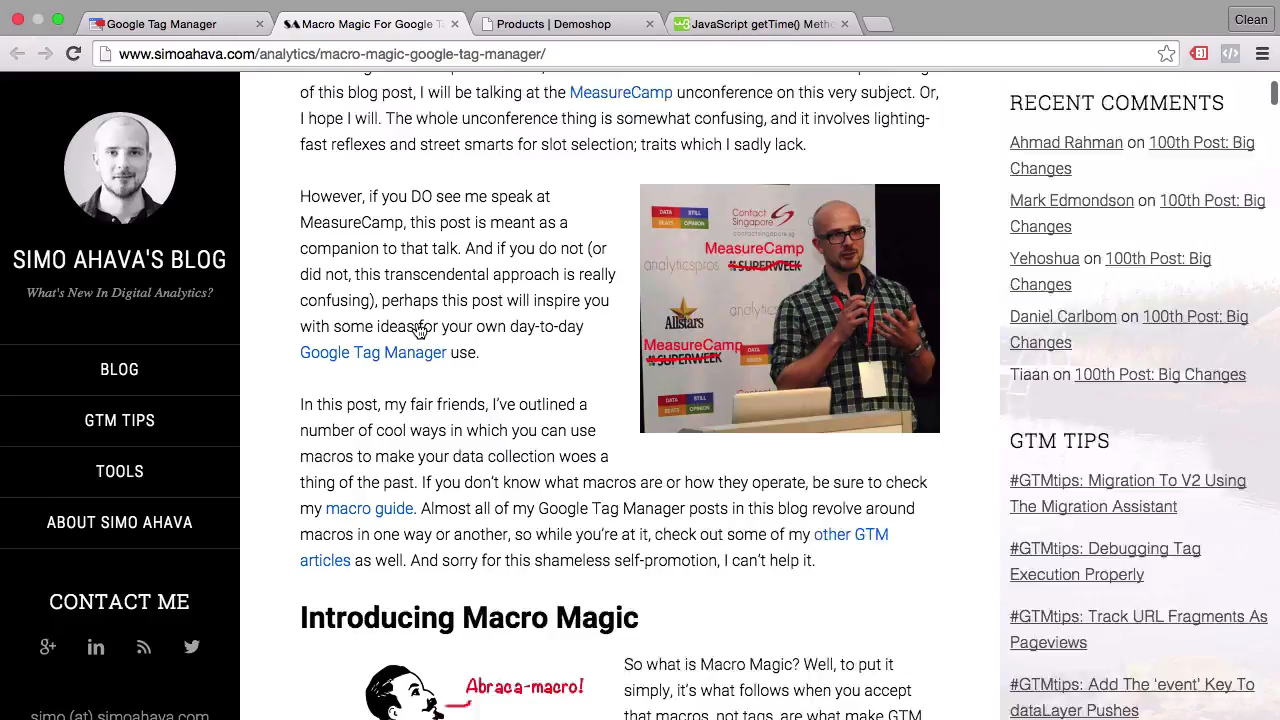 Google Tag Manager
SA Macro Magic For Google Ta
Products | Demoshop
JavaScript getTime() Metho
Clean
www.simoahava.com/analytics/macro-magic-google-tag-manager/
SIMO AHAVA'S BLOG
What's New In Digital Analytics?
BLOG
GTM TIPS
TOOLS
ABOUT SIMO AHAVA
CONTACT ME
simo (at) simoahava.com
of this blog post, I will be talking at the MeasureCamp unconference on this very subject. Or,
I hope I will. The whole unconference thing is somewhat confusing, and it involves lighting-
fast reflexes and street smarts for slot selection; traits which I sadly lack.
However, if you DO see me speak at
MeasureCamp, this post is meant as a
companion to that talk. And if you do not (or
did not, this transcendental approach is really
confusing), perhaps this post will inspire you
with some ideas for your own day-to-day
Google Tag Manager use.
DATA
BEATS
STILL
OPINION
Contact
Singapore
contactsingapore.sg
MeasureCamp
#SUPERWEEK
analyticspros
Allstars
MeasureCamp
#SUPERWEEK
DATA
BEATS
STILL
OPINION
In this post, my fair friends, I've outlined a
number of cool ways in which you can use
macros to make your data collection woes a
thing of the past. If you don't know what macros are or how they operate, be sure to check
my macro guide. Almost all of my Google Tag Manager posts in this blog revolve around
macros in one way or another, so while you're at it, check out some of my other GTM
articles as well. And sorry for this shameless self-promotion, I can't help it.
Introducing Macro Magic
Abraca-macro!
So what is Macro Magic? Well, to put it
simply, it's what follows when you accept
that macros, not tags, are what make GTM
RECENT COMMENTS
Ahmad Rahman on 100th Post: Big
Changes
Mark Edmondson on 100th Post: Big
Changes
Yehoshua on 100th Post: Big
Changes
Daniel Carlbom on 100th Post: Big
Changes
Tiaan on 100th Post: Big Changes
GTM TIPS
#GTMtips: Migration To V2 Using
The Migration Assistant
#GTMtips: Debugging Tag
Execution Properly
#GTMtips: Track URL Fragments As
Pageviews
#GTMtips: Add The 'event' Key To
dataLayer Pushes